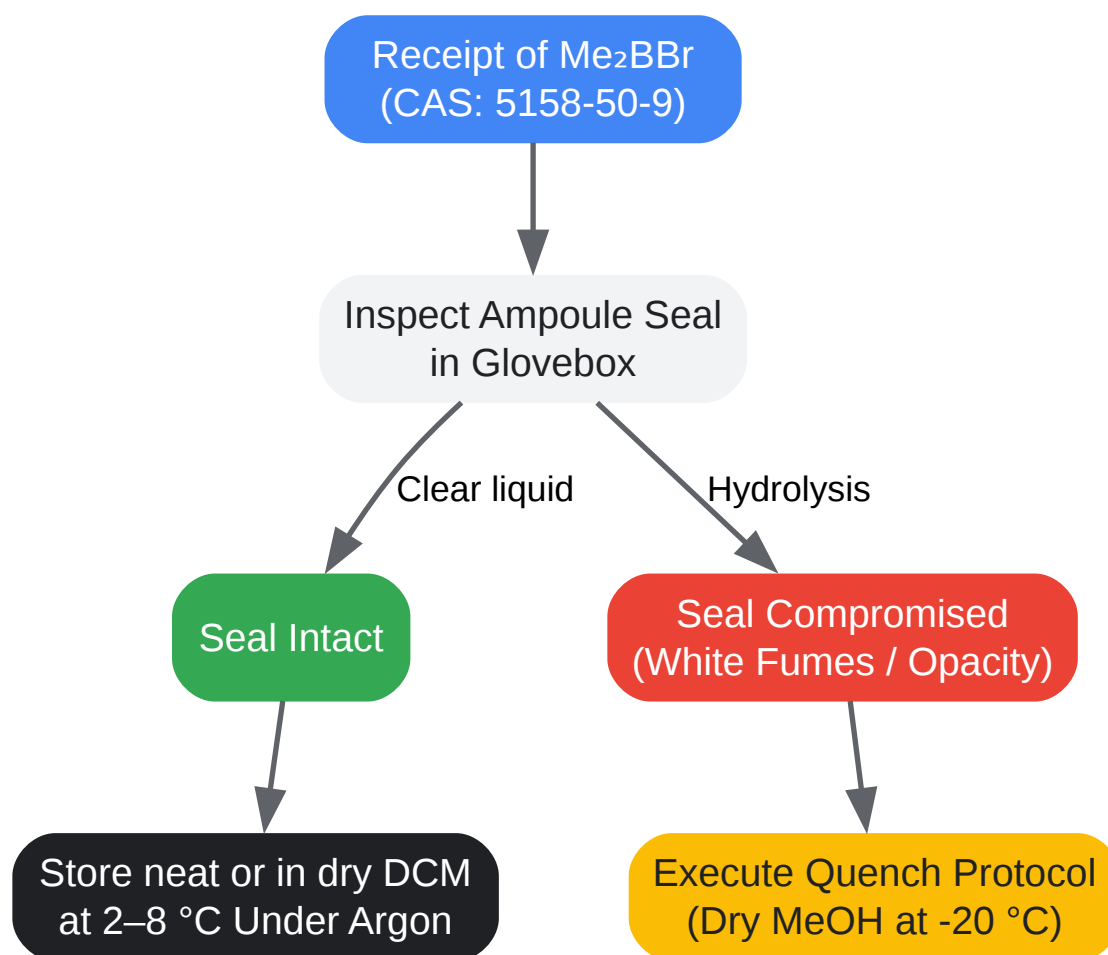 Receipt of Me₂BBr
(CAS: 5158-50-9)
Inspect Ampoule Seal
in Glovebox
Clear liquid
Hydrolysis
Seal Intact
Seal Compromised
(White Fumes / Opacity)
Store neat or in dry DCM
at 2–8 °C Under Argon
Execute Quench Protocol
(Dry MeOH at -20 °C)